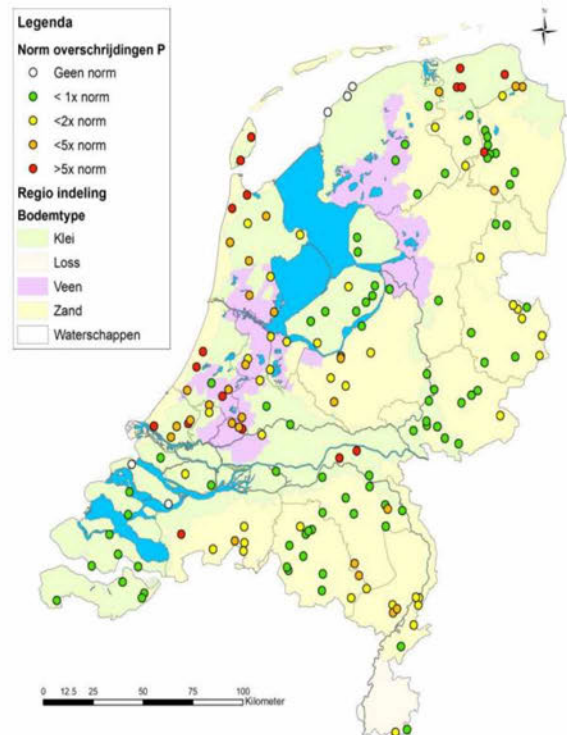 N
Legenda
Norm overschrijdingen P
Geen norm
< 1x norm
<2x norm
<5x norm
>5x norm
Regio indeling
Bodemtype
Klei
Loss
Veen
Zand
Waterschappen
0 12.5 25 50 75 100
Kilometer